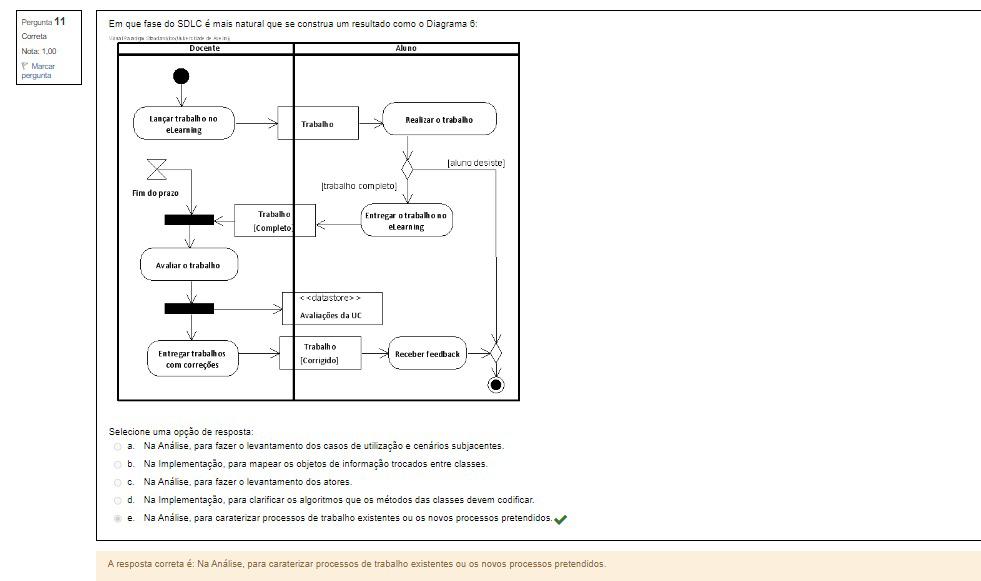 Pergunta 11
Correta
Nota: 1,00
Marcar
pergunta
Em que fase do SDLC é mais natural que se construa um resultado como o Diagrama 6:
Docente
Aluno
Lançar trabalho no
eLearning
Trabalho
Realizar o trabalho
[aluno desiste]
Fim do prazo
[trabalho completo]
Trabalho
[Completo]
Entregar o trabalho no
eLearning
Avaliar o trabalho
<<datastore>>
Avaliações da UC
Entregar trabalhos
com correções
Trabalho
[Corrigido]
Receber feedback
Selecione uma opção de resposta:
a. Na Análise, para fazer o levantamento dos casos de utilização e cenários subjacentes.
b. Na Implementação, para mapear os objetos de informação trocados entre classes.
c. Na Análise, para fazer o levantamento dos atores.
d. Na Implementação, para clarificar os algoritmos que os métodos das classes devem codificar.
e. Na Análise, para caraterizar processos de trabalho existentes ou os novos processos pretendidos.
A resposta correta é: Na Análise, para caraterizar processos de trabalho existentes ou os novos processos pretendidos.